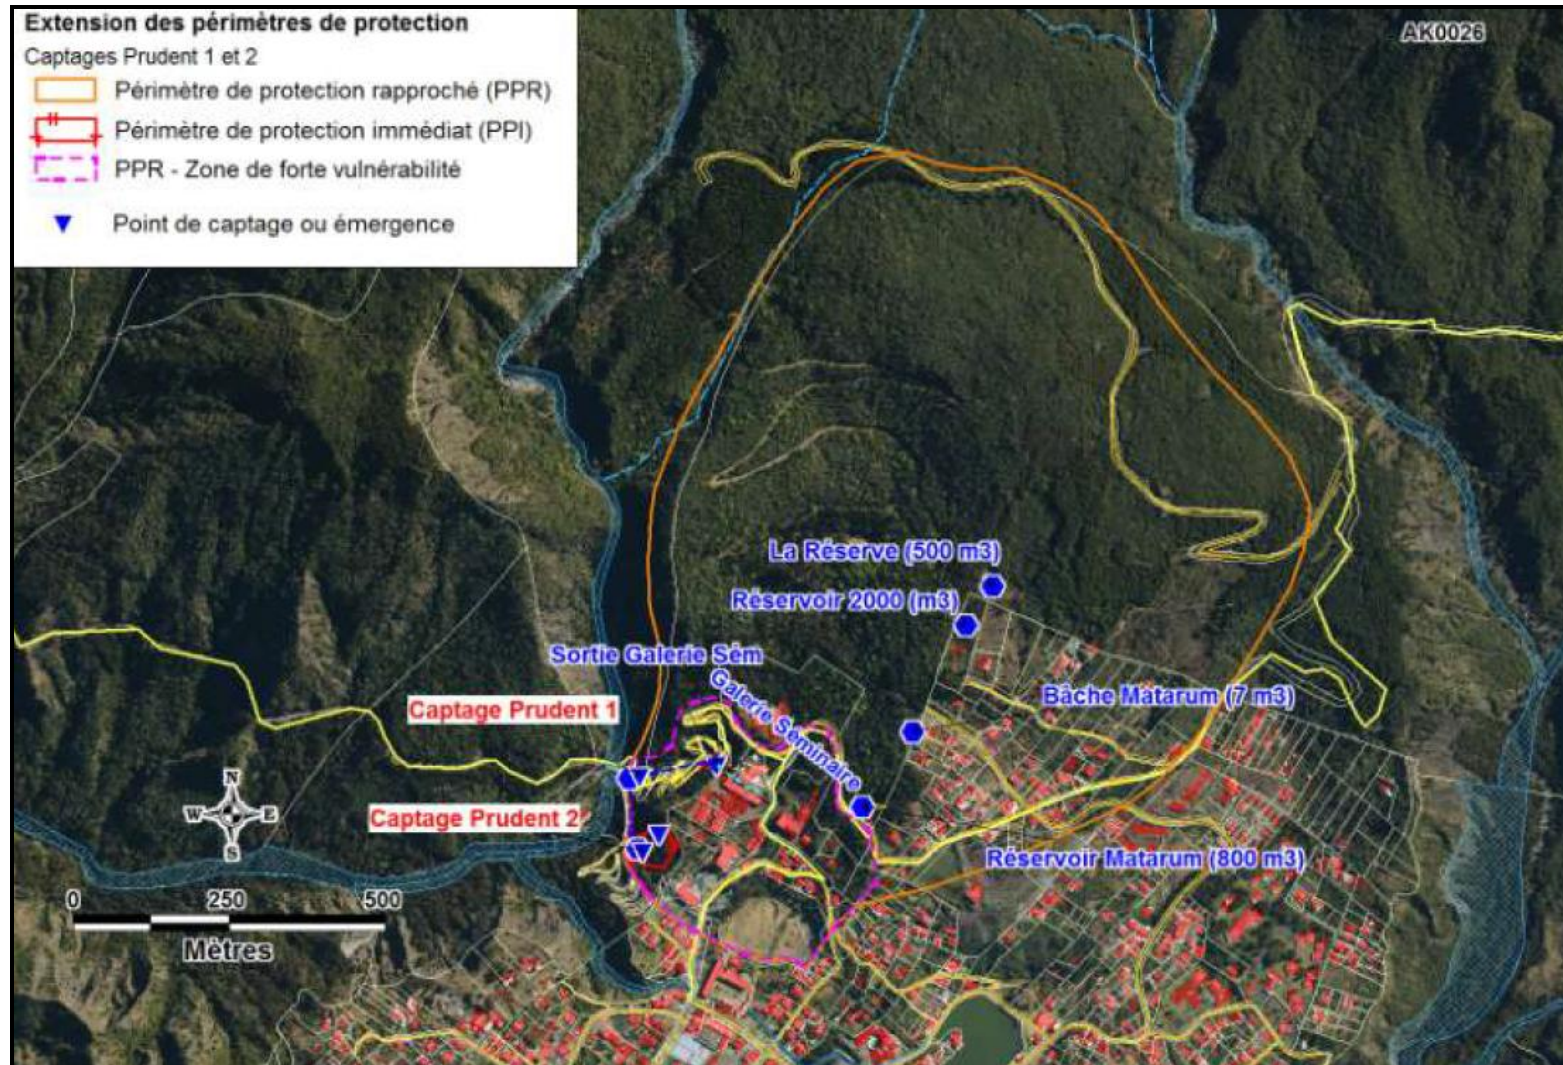 Extension des périmètres de protection
Captages Prudent 1 et 2
Périmètre de protection rapproché (PPR)
Périmètre de protection immédiat (PPI)
PPR - Zone de forte vulnérabilité
Point de captage ou émergence
AK0026
La Réserve (500 m3)
Réservoir 2000 (m3)
Sortie Galerie Sém
Galerie Séminaire
Bâche Matarum (7 m3)
Captage Prudent 1
Captage Prudent 2
Réservoir Matarum (800 m3)
N
W E
S
0 250 500
Mètres